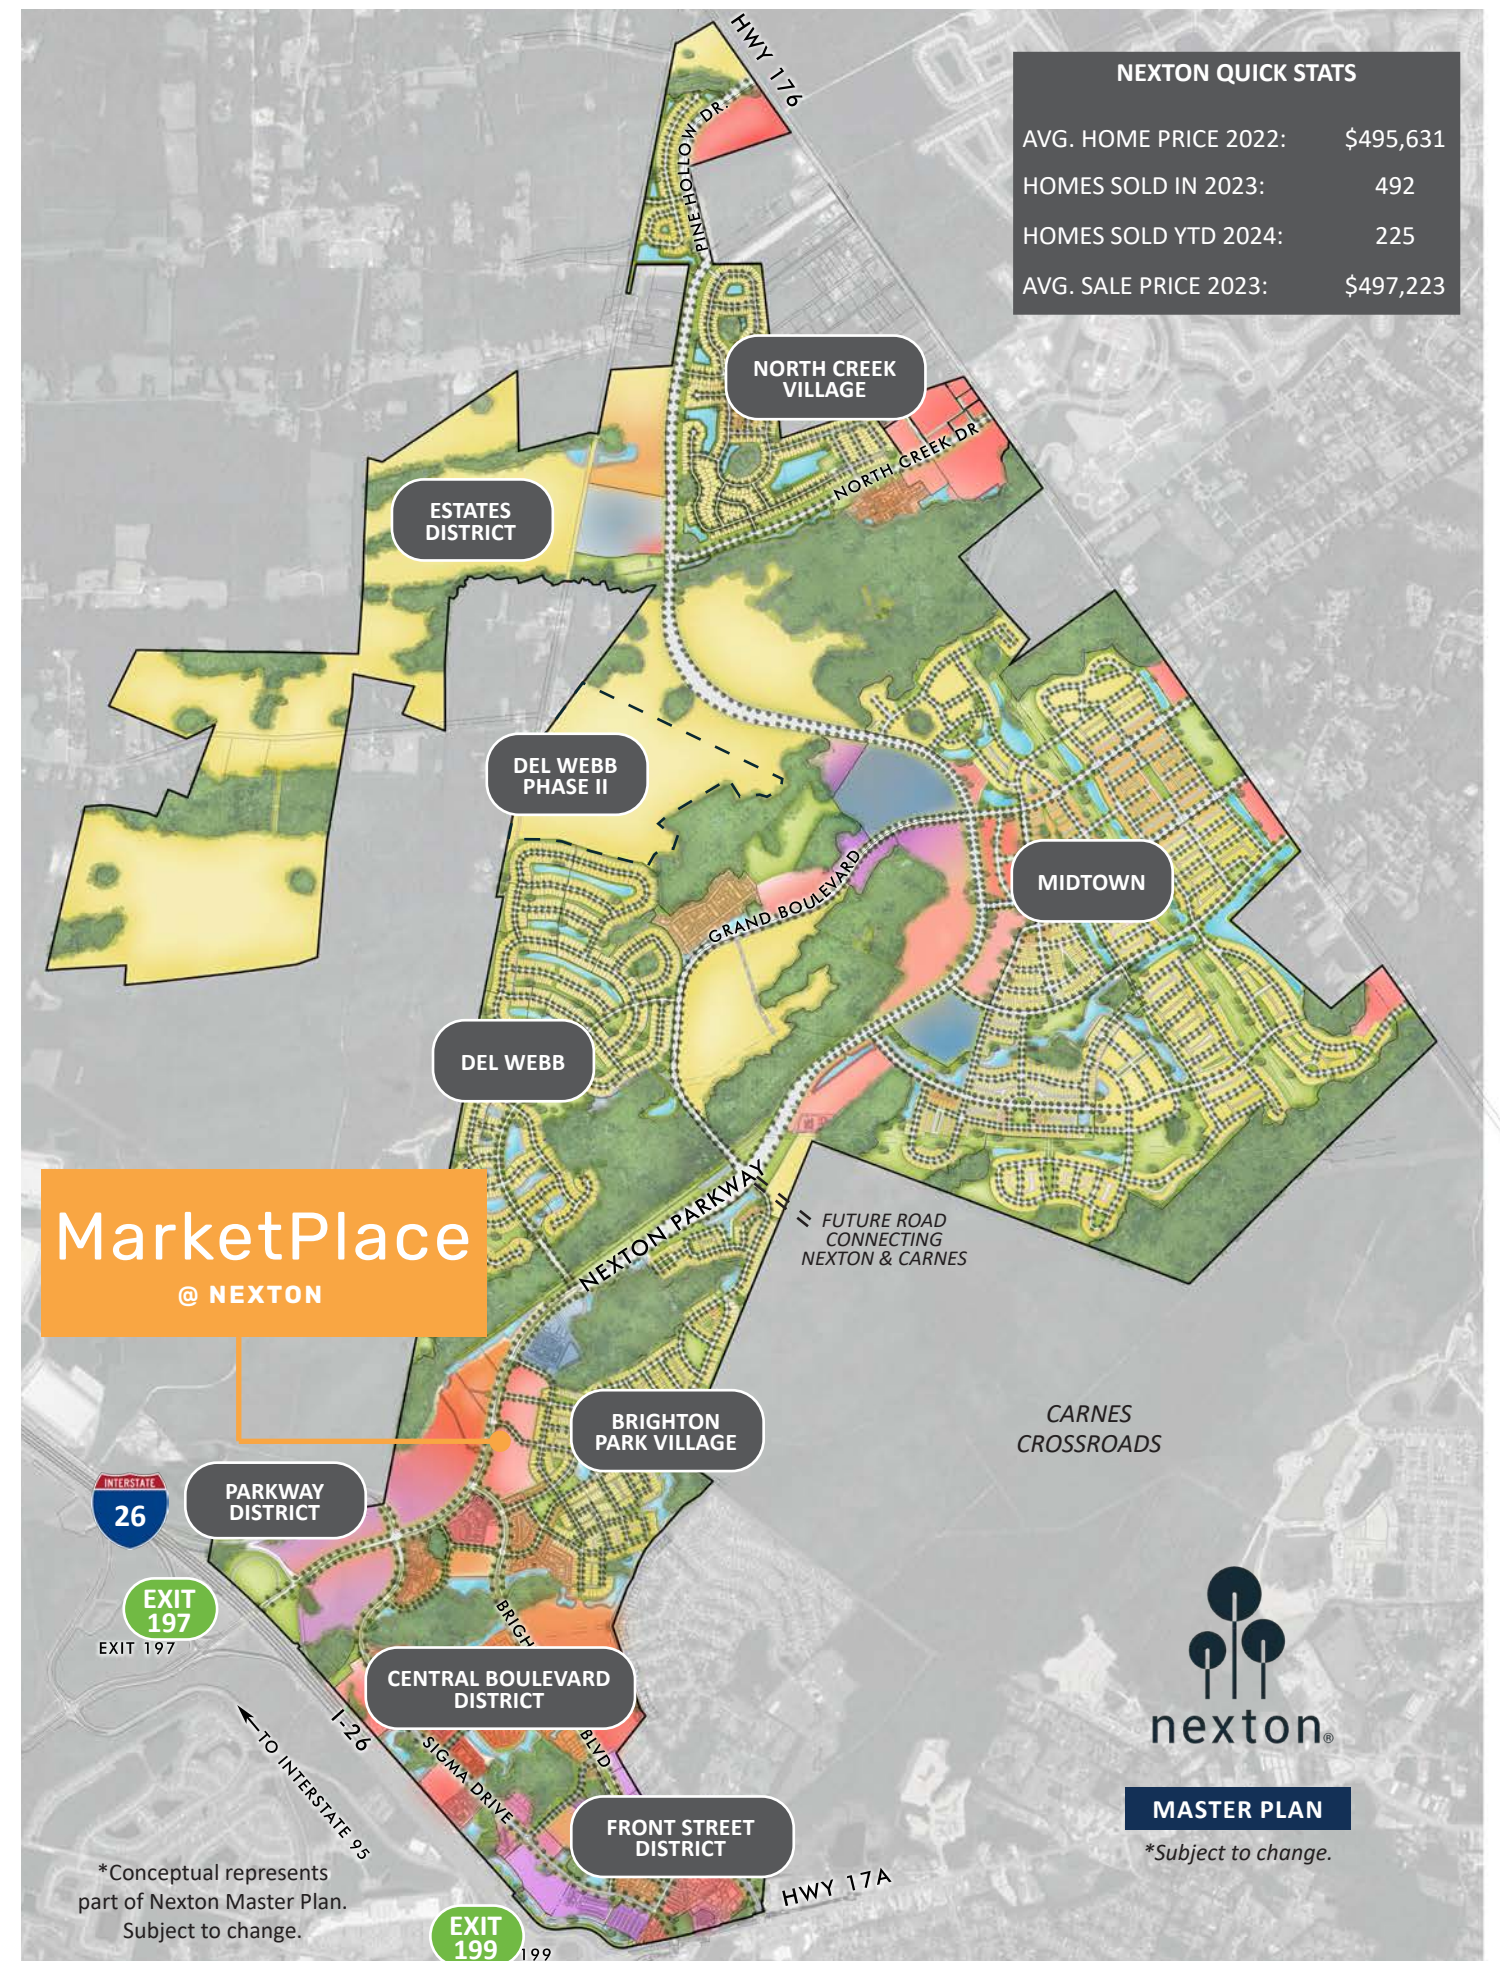 HWY 176
NEXTON QUICK STATS
AVG. HOME PRICE 2022: $495,631
HOMES SOLD IN 2023: 492
HOMES SOLD YTD 2024: 225
AVG. SALE PRICE 2023: $497,223
PINE HOLLOW DR.
NORTH CREEK
VILLAGE
NORTH CREEK DR
ESTATES
DISTRICT
DEL WEBB
PHASE II
MIDTOWN
GRAND BOULEVARD
DEL WEBB
NEXTON PARKWAY
FUTURE ROAD
CONNECTING
NEXTON & CARNES
MarketPlace
@ NEXTON
BRIGHTON
PARK VILLAGE
CARNES
CROSSROADS
PARKWAY
DISTRICT
INTERSTATE
26
EXIT
197
EXIT 197
BRIGH
CENTRAL BOULEVARD
DISTRICT
BLVD
I-26
SIGMA DRIVE
TO INTERSTATE 95
FRONT STREET
DISTRICT
HWY 17A
EXIT
199
199
nexton®
MASTER PLAN
*Subject to change.
*Conceptual represents
part of Nexton Master Plan.
Subject to change.